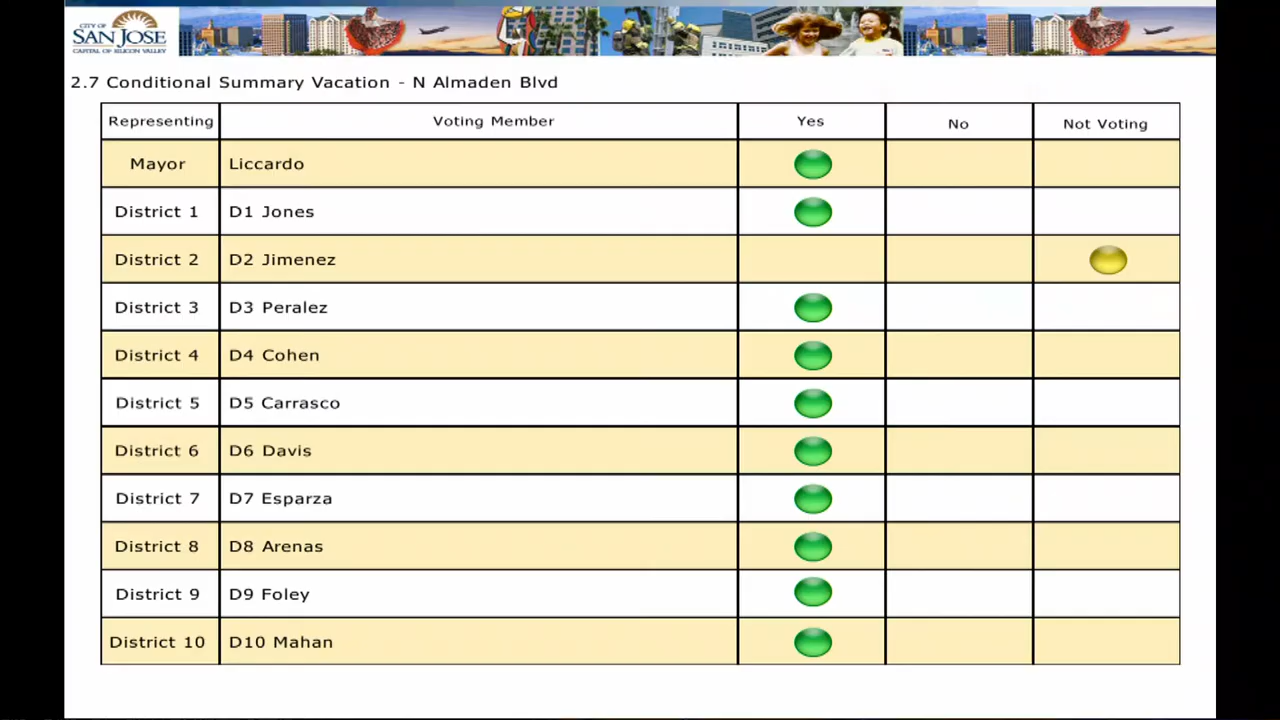 CITY OF
SAN JOSE
CAPITAL OF SILICON VALLEY
2.7 Conditional Summary Vacation - N Almaden Blvd
Representing Voting Member Yes No Not Voting
Mayor Liccardo
District 1 D1 Jones
District 2 D2 Jimenez
District 3 D3 Peralez
District 4 D4 Cohen
District 5 D5 Carrasco
District 6 D6 Davis
District 7 D7 Esparza
District 8 D8 Arenas
District 9 D9 Foley
District 10 D10 Mahan